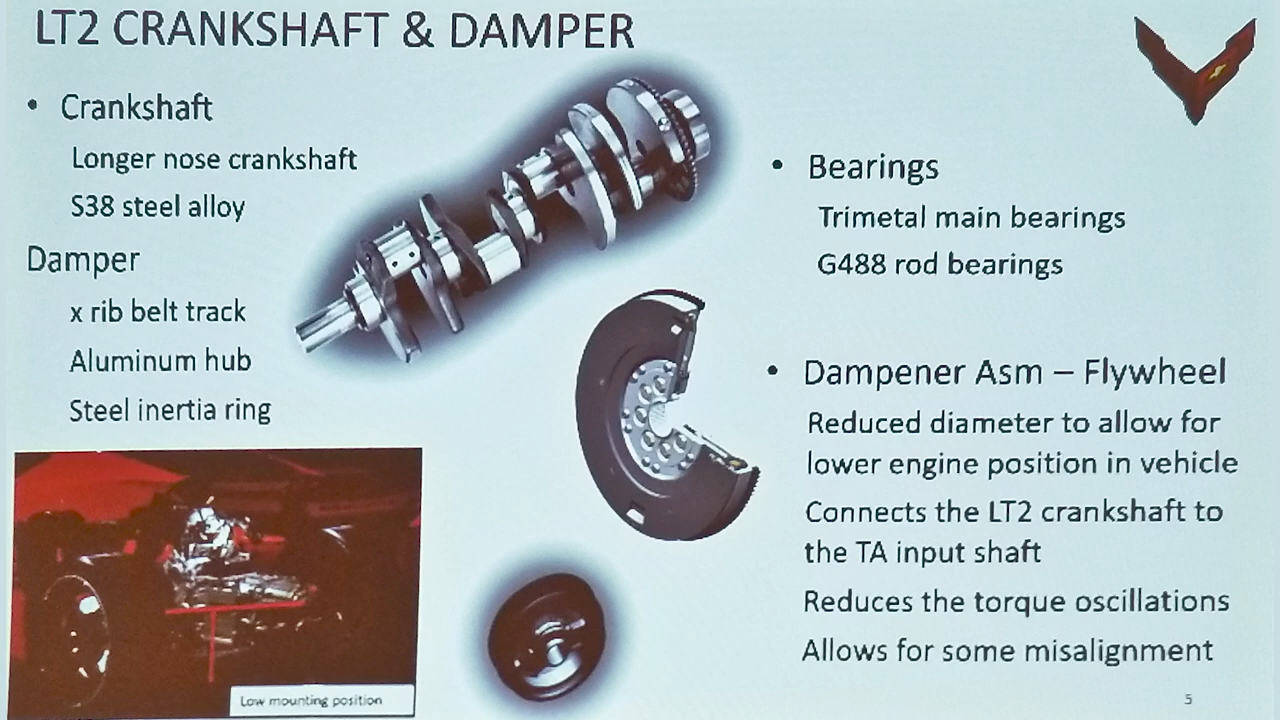 LT2 CRANKSHAFT & DAMPER
• Crankshaft
Longer nose crankshaft
S38 steel alloy
Damper
x rib belt track
Aluminum hub
Steel inertia ring
Low mounting position
• Bearings
Trimetal main bearings
G488 rod bearings
• Dampener Asm – Flywheel
Reduced diameter to allow for
lower engine position in vehicle
Connects the LT2 crankshaft to
the TA input shaft
Reduces the torque oscillations
Allows for some misalignment
5